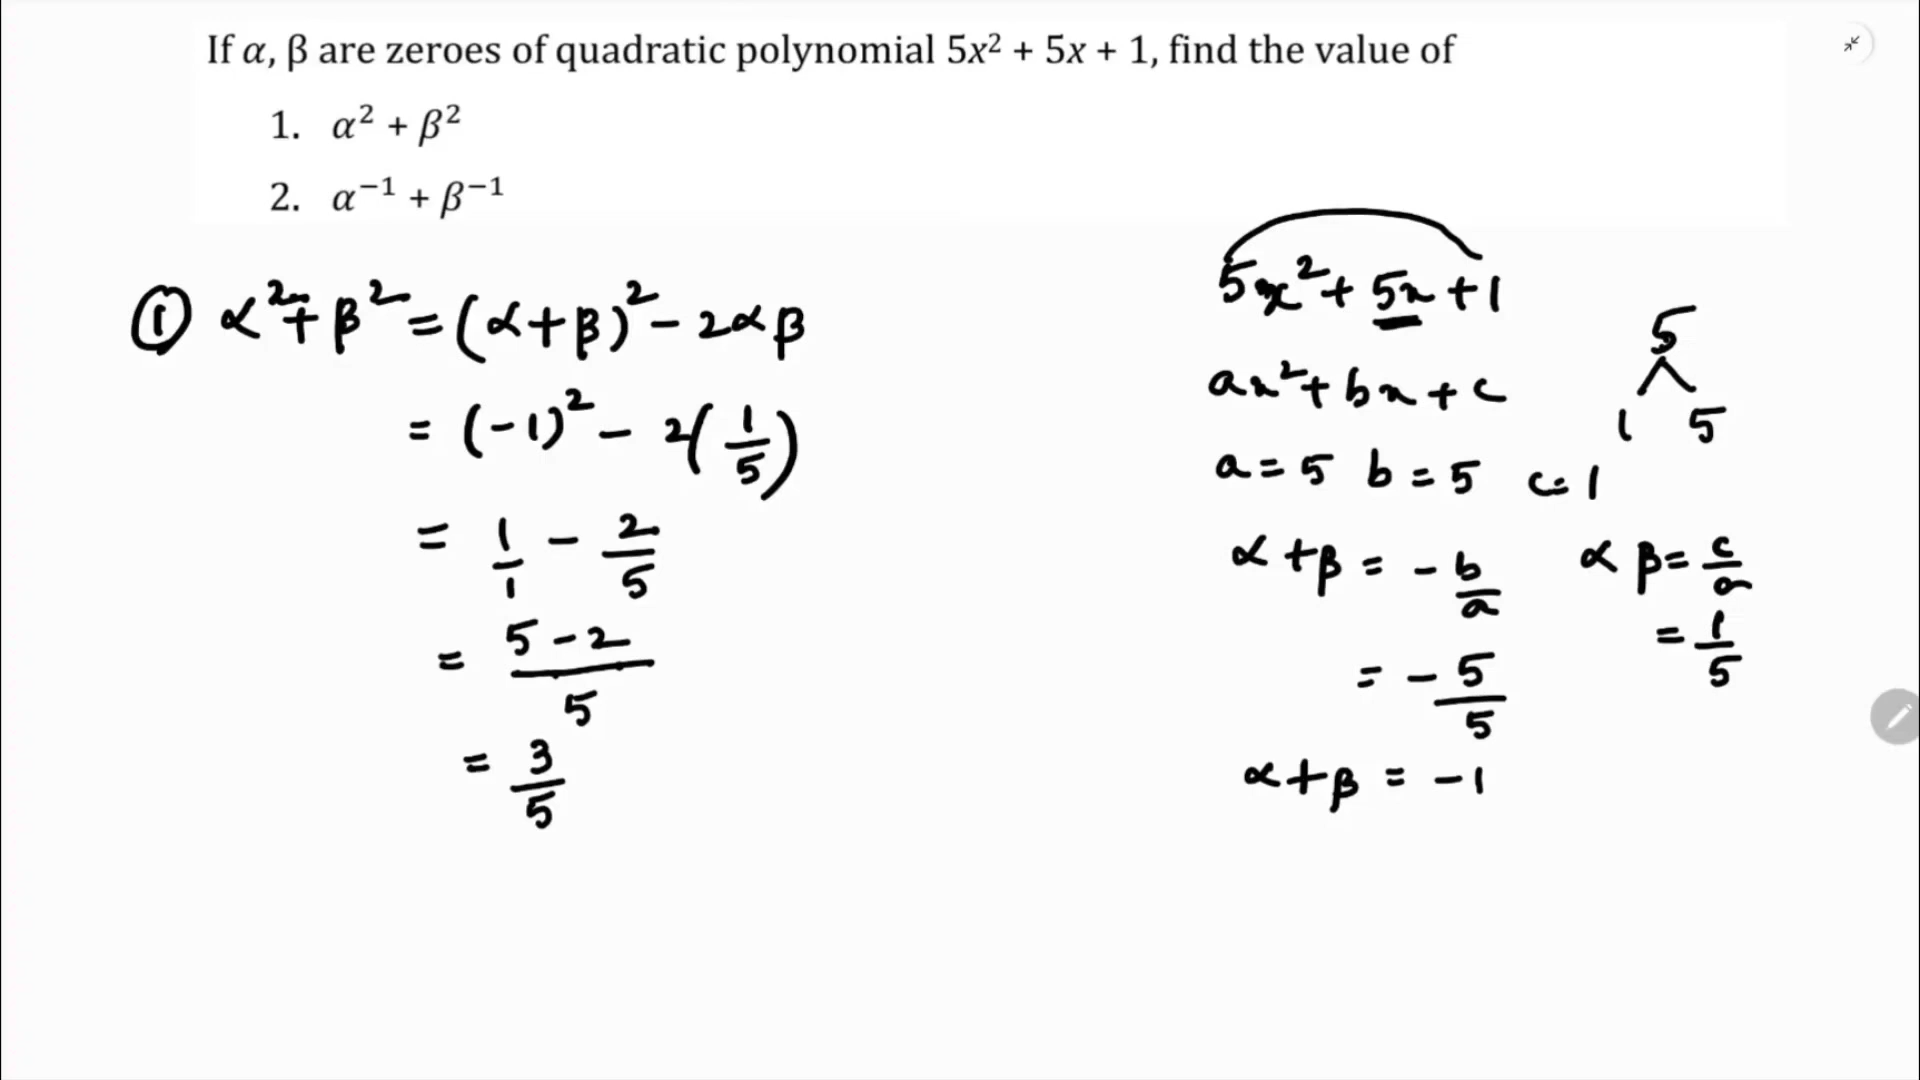 If α, β are zeroes of quadratic polynomial 5x² + 5x + 1, find the value of
1. α² + β²
2. α⁻¹ + β⁻¹
① α² + β² = (α+β)² - 2αβ
= (-1)² - 2(1/5)
= 1/1 - 2/5
= (5-2)/5
= 3/5
5x² + 5x + 1
ax² + bx + c
5
1 5
a = 5 b = 5 c = 1
α+β = -b/a
= -5/5
α+β = -1
αβ = c/a
= 1/5